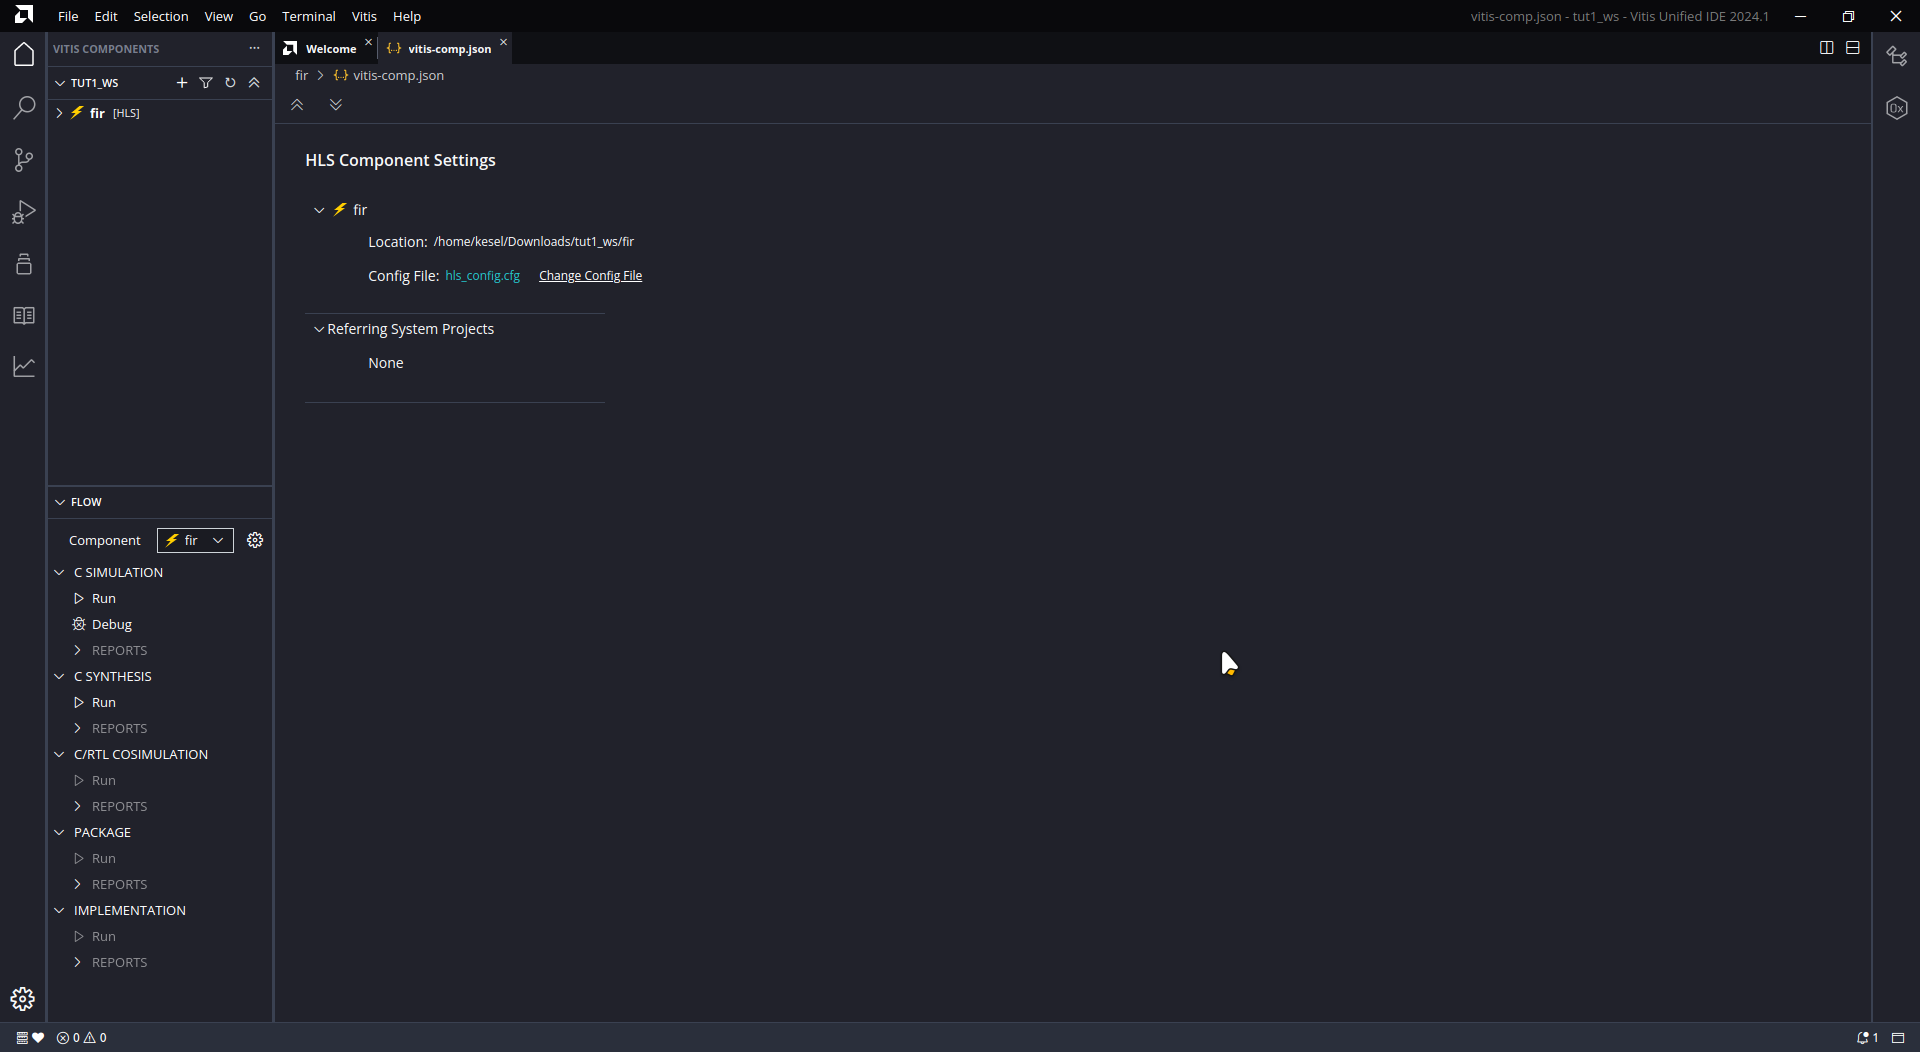 File Edit Selection View Go Terminal Vitis Help
vitis-comp.json - tut1_ws - Vitis Unified IDE 2024.1
VITIS COMPONENTS
TUT1_WS
fir [HLS]
FLOW
Component fir
C SIMULATION
Run
Debug
REPORTS
C SYNTHESIS
Run
REPORTS
C/RTL COSIMULATION
Run
REPORTS
PACKAGE
Run
REPORTS
IMPLEMENTATION
Run
REPORTS
Welcome
vitis-comp.json
fir > {..} vitis-comp.json
HLS Component Settings
fir
Location: /home/kesel/Downloads/tut1_ws/fir
Config File: hls_config.cfg Change Config File
Referring System Projects
None
0x
0 0
1